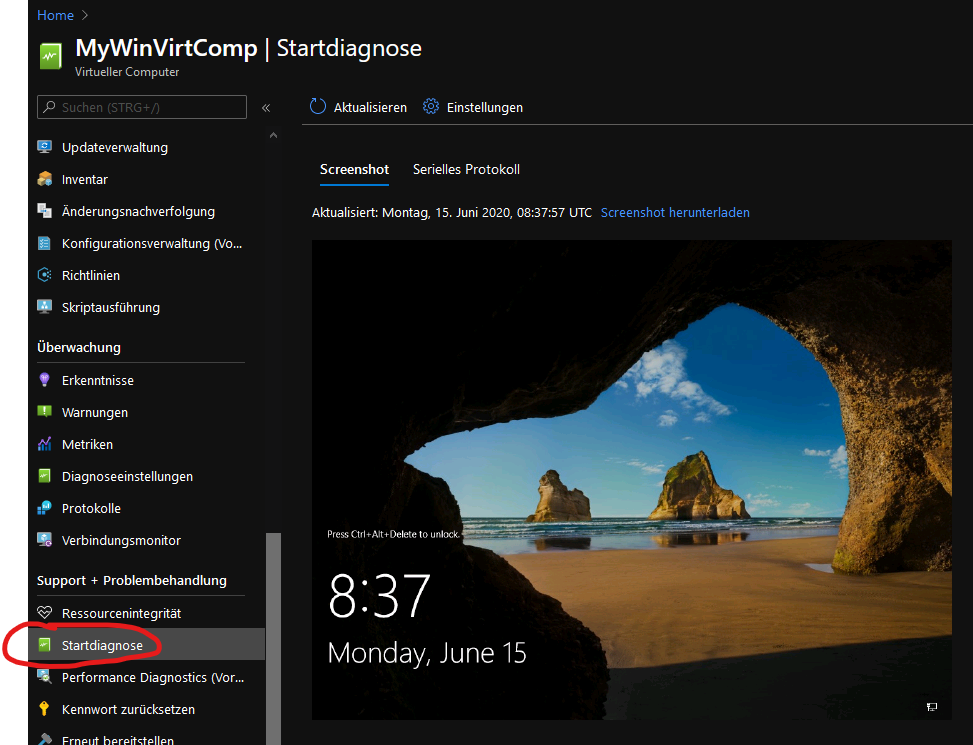 Home >
MyWinVirtComp | Startdiagnose
Virtueller Computer
Suchen (STRG+/)
«
Aktualisieren
Einstellungen
Updateverwaltung
Inventar
Änderungsnachverfolgung
Konfigurationsverwaltung (Vo...
Richtlinien
Skriptausführung
Überwachung
Erkenntnisse
Warnungen
Metriken
Diagnoseeinstellungen
Protokolle
Verbindungsmonitor
Support + Problembehandlung
Ressourcenintegrität
Startdiagnose
Performance Diagnostics (Vor...
Kennwort zurücksetzen
Erneut bereitstellen
Screenshot
Serielles Protokoll
Aktualisiert: Montag, 15. Juni 2020, 08:37:57 UTC Screenshot herunterladen
Press Ctrl+Alt+Delete to unlock.
8:37
Monday, June 15